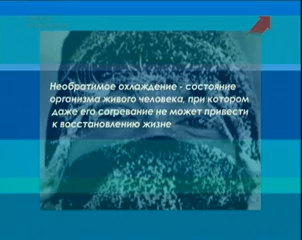 Необратимое охлаждение - состояние
организма живого человека, при котором
даже его согревание не может привести
к восстановлению жизне